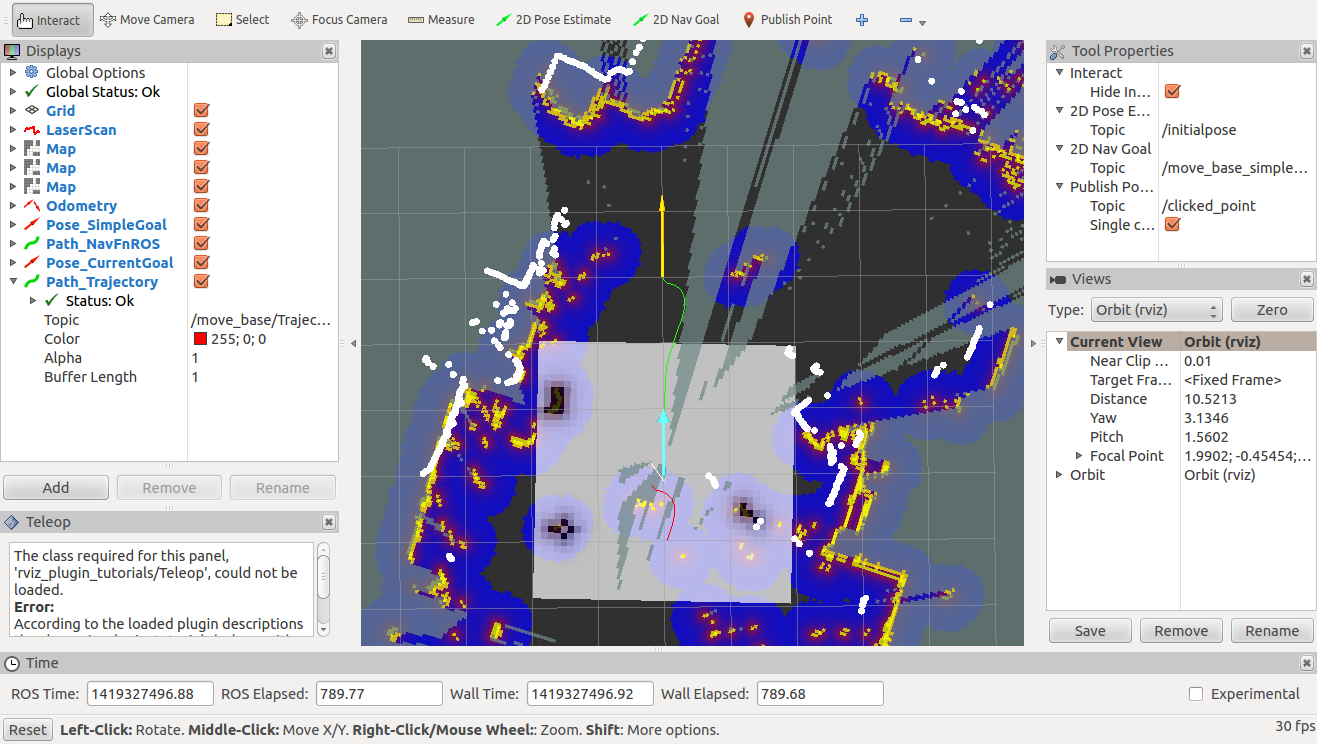 Interact Move Camera Select Focus Camera Measure 2D Pose Estimate 2D Nav Goal Publish Point
Displays
Global Options
Global Status: Ok
Grid
LaserScan
Map
Map
Map
Odometry
Pose_SimpleGoal
Path_NavFnROS
Pose_CurrentGoal
Path_Trajectory
Status: Ok
Topic /move_base/Trajec...
Color 255; 0; 0
Alpha 1
Buffer Length 1
Add Remove Rename
Teleop
The class required for this panel,
'rviz_plugin_tutorials/Teleop', could not be
loaded.
Error:
According to the loaded plugin descriptions
Tool Properties
Interact
Hide In...
2D Pose E...
Topic /initialpose
2D Nav Goal
Topic /move_base_simple...
Publish Po...
Topic /clicked_point
Single c...
Views
Type: Orbit (rviz) Zero
Current View Orbit (rviz)
Near Clip ... 0.01
Target Fra... <Fixed Frame>
Distance 10.5213
Yaw 3.1346
Pitch 1.5602
Focal Point 1.9902; -0.45454;...
Orbit Orbit (rviz)
Save Remove Rename
Time
ROS Time: 1419327496.88 ROS Elapsed: 789.77 Wall Time: 1419327496.92 Wall Elapsed: 789.68 Experimental
Reset Left-Click: Rotate. Middle-Click: Move X/Y. Right-Click/Mouse Wheel:: Zoom. Shift: More options. 30 fps